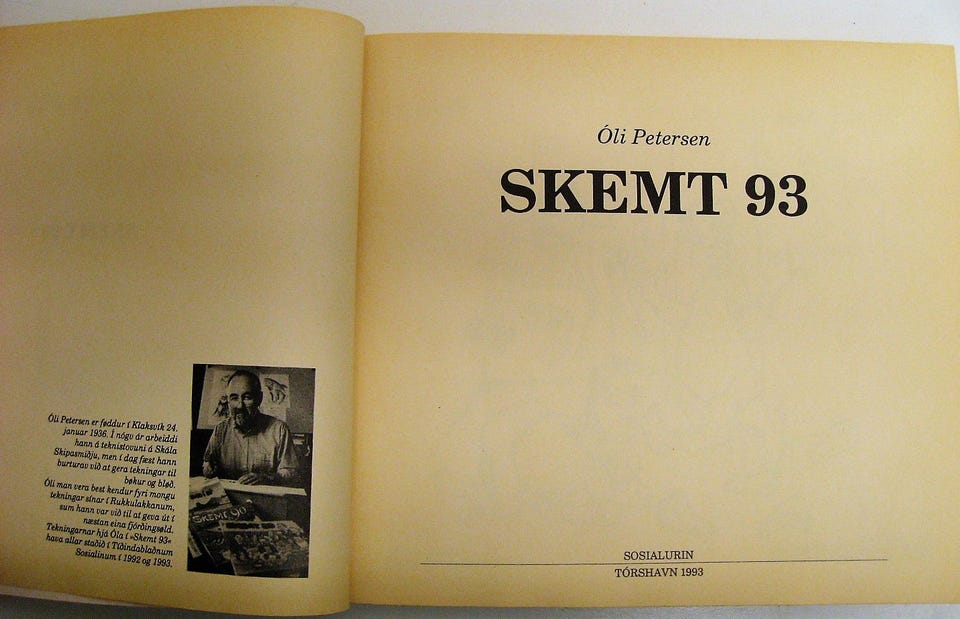 Óli Petersen er føddur í Klaksvík 24.
januar 1936. Í nógv ár arbeiddi
hann á teknistovuni á Skála
Skipasmiðju, men í dag fæst hann
burturav við at gera tekningar til
bøkur og bløð.
Óli man vera best kendur fyri mongu
tekningar sínar í Rukkulakkanum,
sum hann var við til at geva út í
næstan eina fjórðingsøld.
Tekningarnar hjá Óla í »Skemt 93«
hava allar staðið í Tíðindablaðnum
Sosialinum í 1992 og 1993.
SKEMT 90
Óli Petersen
SKEMT 93
SOSIALURIN
TÓRSHAVN 1993